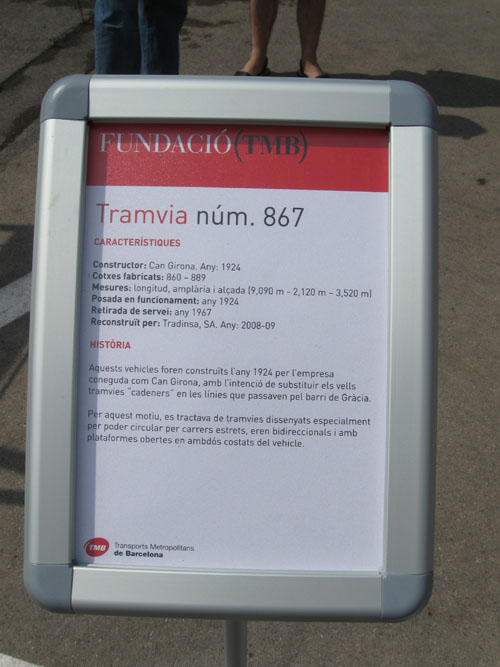 FUNDACIÓ (TMB)
Tramvia núm. 867
CARACTERÍSTIQUES
Constructor: Can Girona. Any: 1924
Cotxes fabricats: 860 – 889
Mesures: longitud, amplària i alçada (9,090 m - 2,120 m – 3,520 m)
Posada en funcionament: any 1924
Retirada de servei: any 1967
Reconstruït per: Tradinsa, SA. Any: 2008-09
HISTÒRIA
Aquests vehicles foren construïts l'any 1924 per l'empresa
coneguda com Can Girona, amb l'intenció de substituir els vells
tramvies "cadeners" en les línies que passaven pel barri de Gràcia.
Per aquest motiu, es tractava de tramvies dissenyats especialment
per poder circular per carrers estrets, eren bidireccionals i amb
plataformes obertes en ambdós costats del vehicle.
TMB Transports Metropolitans
de Barcelona